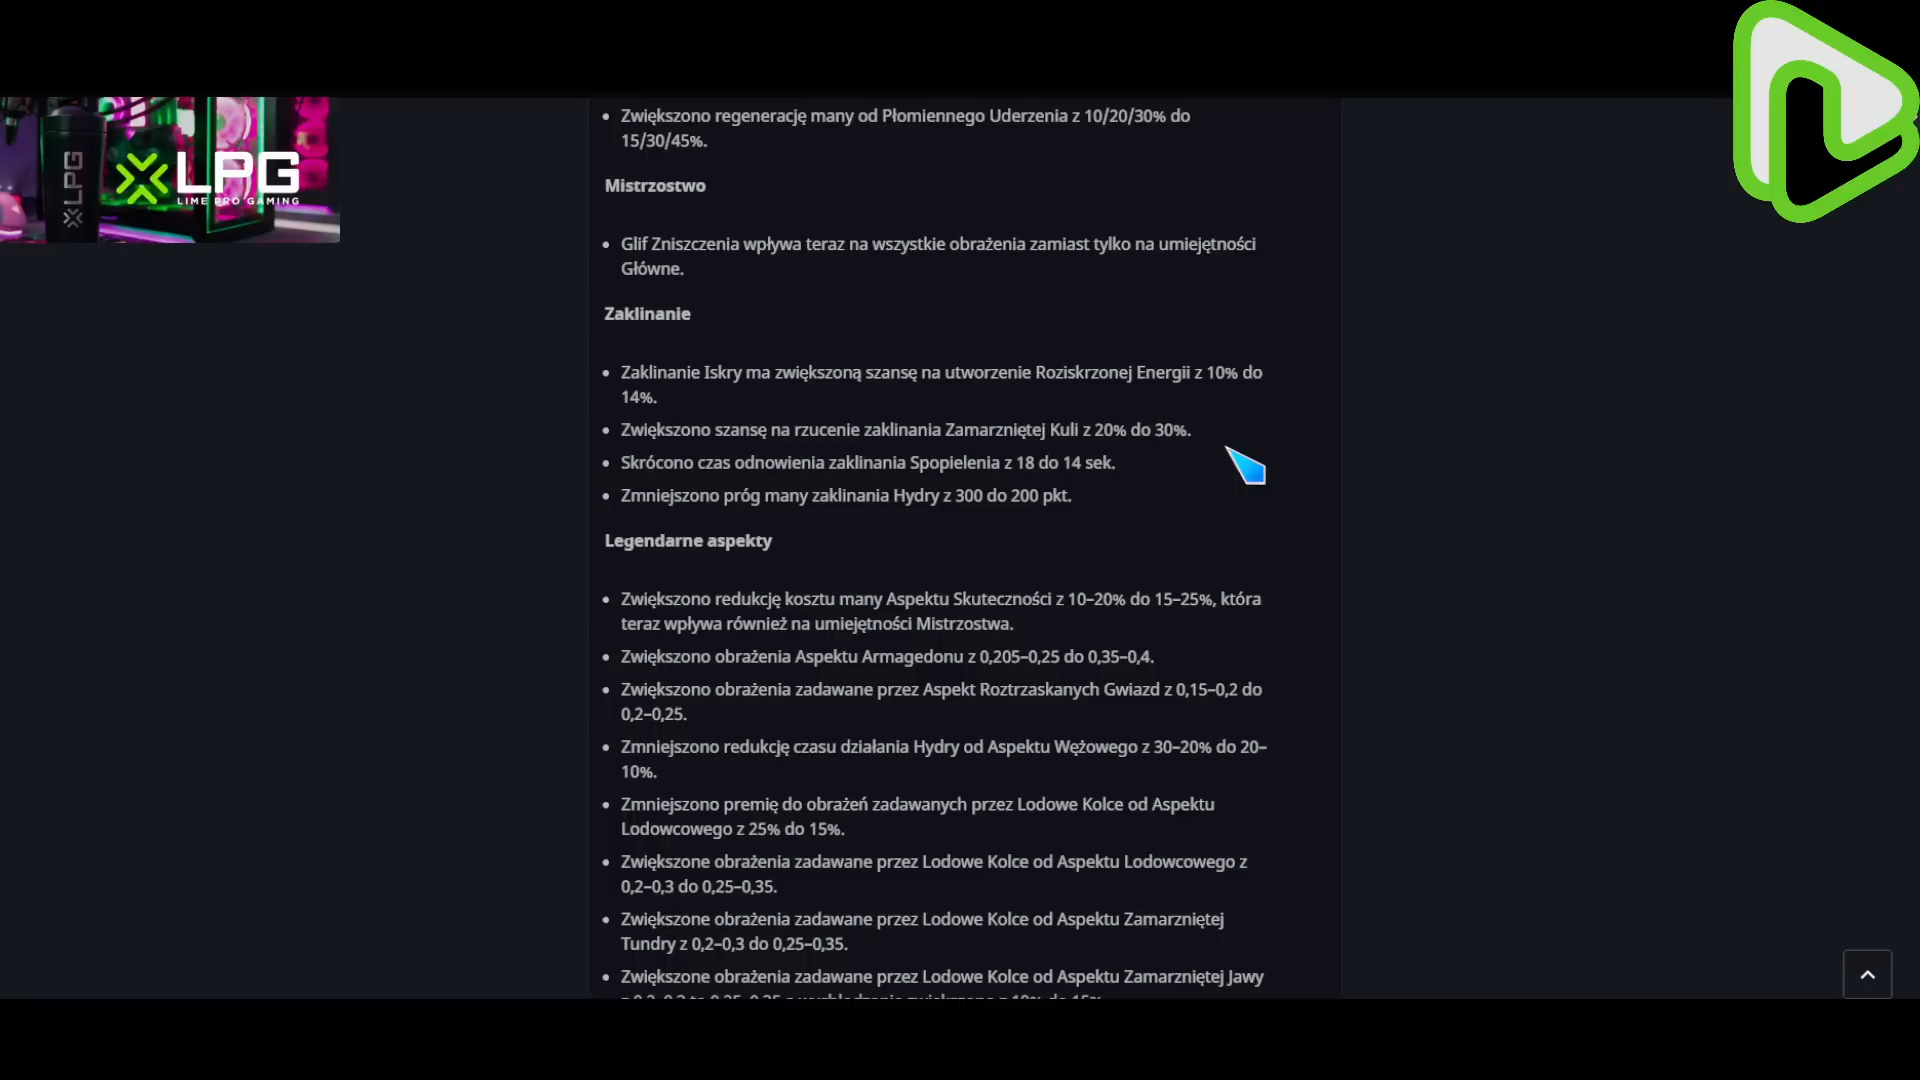 Zwiększono regenerację many od Płomiennego Uderzenia z 10/20/30% do
15/30/45%.
LPG
LPG
LIME PRO GAMING
Mistrzostwo
Glif Zniszczenia wpływa teraz na wszystkie obrażenia zamiast tylko na umiejętności
Główne.
Zaklinanie
Zaklinanie Iskry ma zwiększoną szansę na utworzenie Roziskrzonej Energii z 10% do
14%.
Zwiększono szansę na rzucenie zaklinania Zamarzniętej Kuli z 20% do 30%.
Skrócono czas odnowienia zaklinania Spopielenia z 18 do 14 sek.
Zmniejszono próg many zaklinania Hydry z 300 do 200 pkt.
Legendarne aspekty
Zwiększono redukcję kosztu many Aspektu Skuteczności z 10–20% do 15–25%, która
teraz wpływa również na umiejętności Mistrzostwa.
Zwiększono obrażenia Aspektu Armagedonu z 0,205–0,25 do 0,35–0,4.
Zwiększono obrażenia zadawane przez Aspekt Roztrzaskanych Gwiazd z 0,15–0,2 do
0,2–0,25.
Zmniejszono redukcję czasu działania Hydry od Aspektu Wężowego z 30–20% do 20–
10%.
Zmniejszono premię do obrażeń zadawanych przez Lodowe Kolce od Aspektu
Lodowcowego z 25% do 15%.
Zwiększone obrażenia zadawane przez Lodowe Kolce od Aspektu Lodowcowego z
0,2–0,3 do 0,25–0,35.
Zwiększone obrażenia zadawane przez Lodowe Kolce od Aspektu Zamarzniętej
Tundry z 0,2–0,3 do 0,25–0,35.
Zwiększone obrażenia zadawane przez Lodowe Kolce od Aspektu Zamarzniętej Jawy